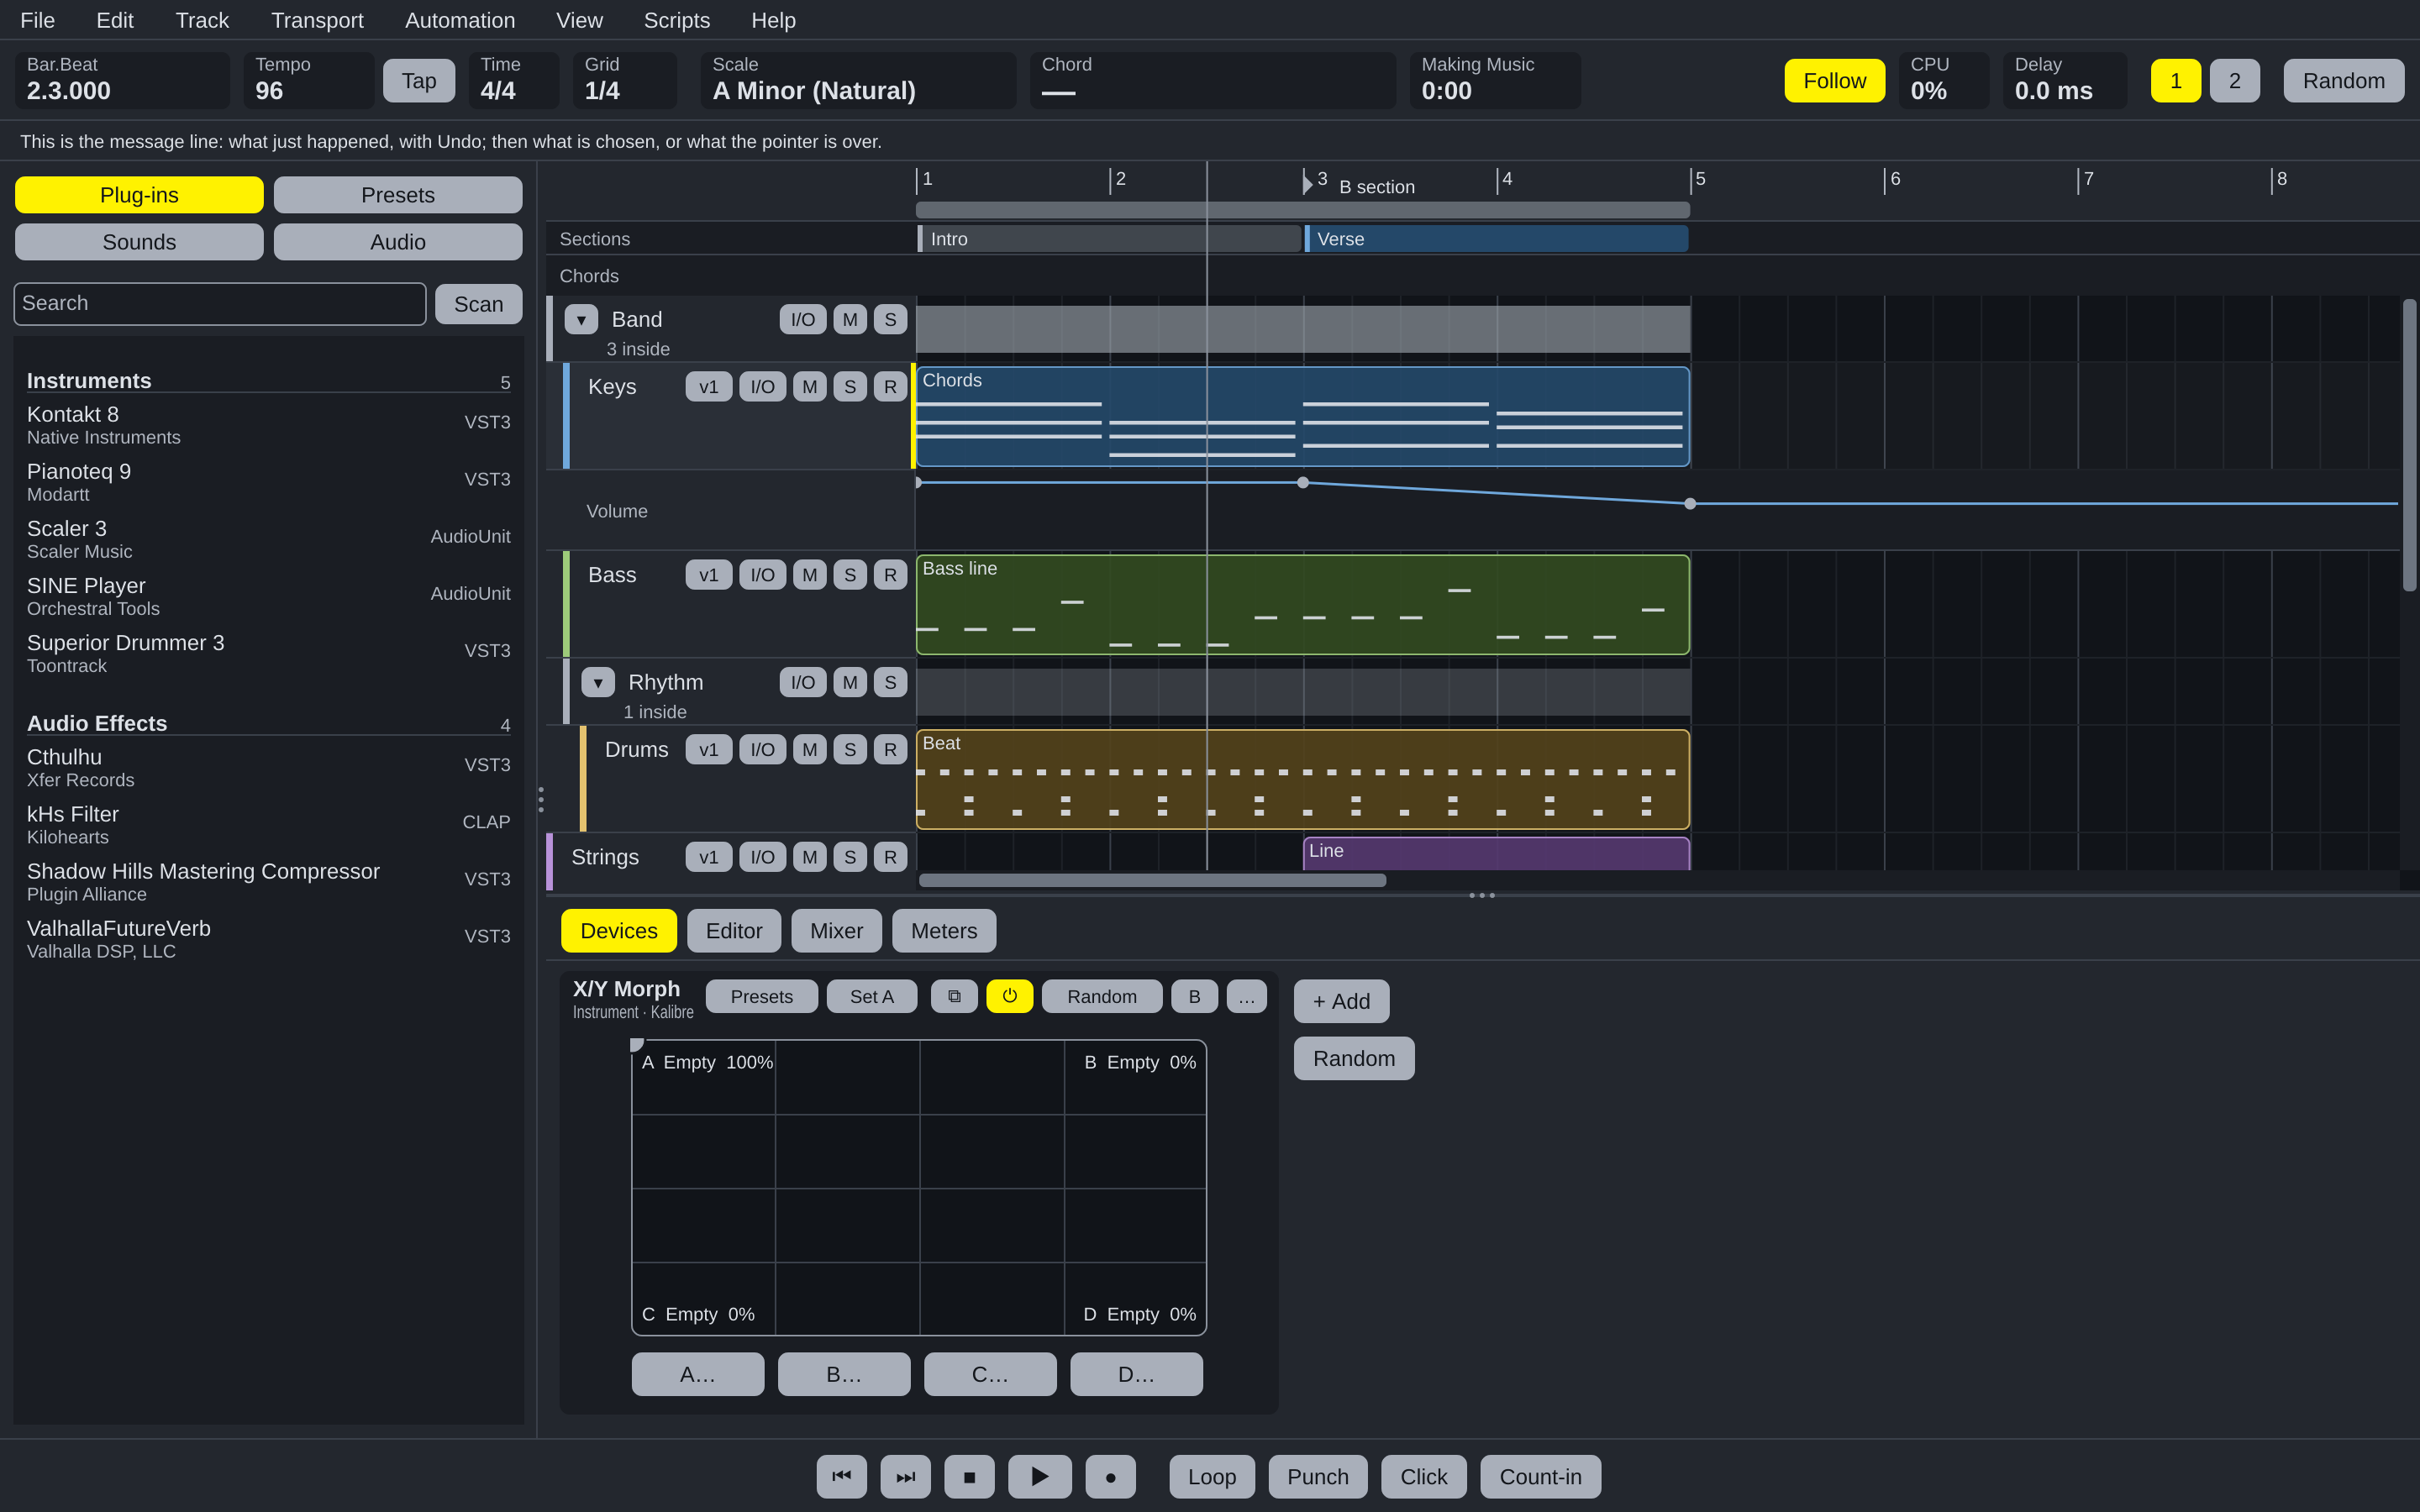 File Edit Track Transport Automation View Scripts Help
Bar.Beat Tempo Time Grid Scale Chord Making Music CPU Delay
2.3.000 96 Tap 4/4 1/4 A Minor (Natural) — 0:00 Follow 0% 0.0 ms 1 2 Random
This is the message line: what just happened, with Undo; then what is chosen, or what the pointer is over.
Plug-ins Presets
Sounds Audio
Search Scan
Instruments 5
Kontakt 8 VST3
Native Instruments
Pianoteq 9 VST3
Modartt
Scaler 3 AudioUnit
Scaler Music
SINE Player AudioUnit
Orchestral Tools
Superior Drummer 3 VST3
Toontrack
Audio Effects 4
Cthulhu VST3
Xfer Records
kHs Filter CLAP
Kilohearts
Shadow Hills Mastering Compressor VST3
Plugin Alliance
ValhallaFutureVerb VST3
Valhalla DSP, LLC
1 2 3 B section 4 5 6 7 8
Sections Intro Verse
Chords
Band I/O M S
3 inside
Keys v1 I/O M S R Chords
Volume
Bass v1 I/O M S R Bass line
Rhythm I/O M S
1 inside
Drums v1 I/O M S R Beat
Strings v1 I/O M S R Line
Devices Editor Mixer Meters
X/Y Morph Presets Set A Random B …
Instrument · Kalibre
+ Add
Random
A Empty 100% B Empty 0%
C Empty 0% D Empty 0%
A… B… C… D…
Loop Punch Click Count-in